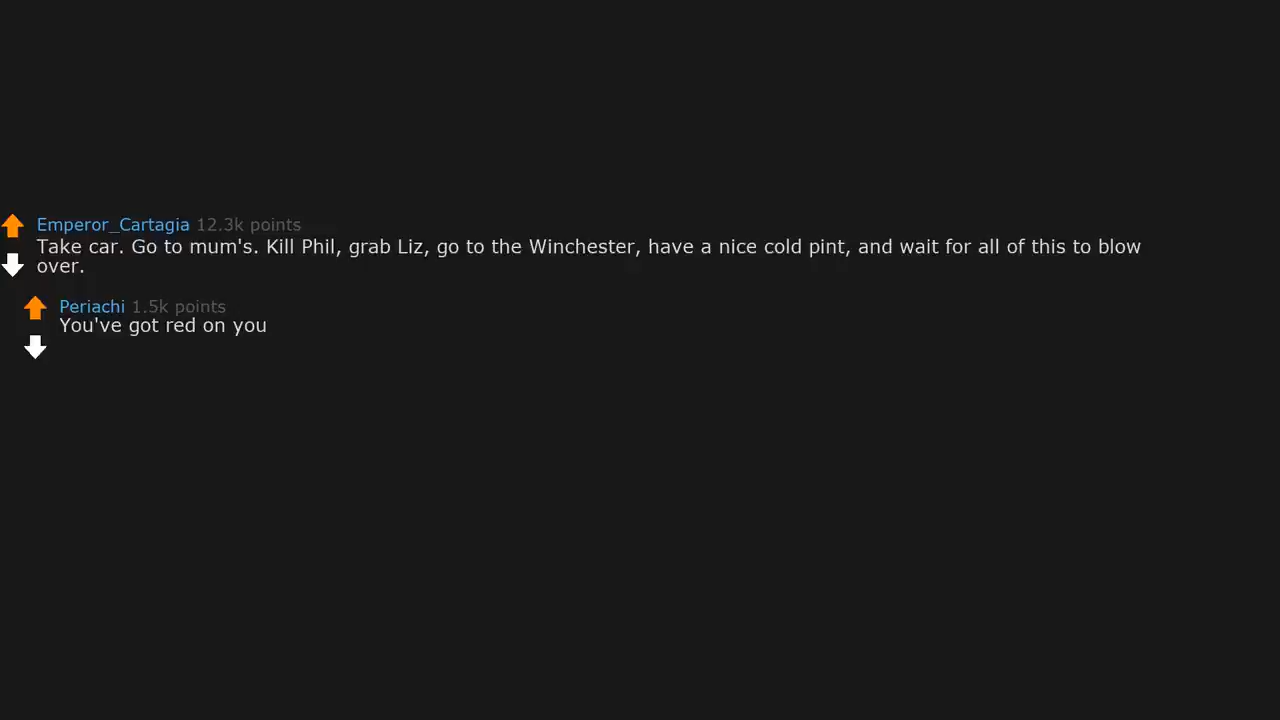 Emperor_Cartagia 12.3k points
Take car. Go to mum's. Kill Phil, grab Liz, go to the Winchester, have a nice cold pint, and wait for all of this to blow
over.
Periachi 1.5k points
You've got red on you